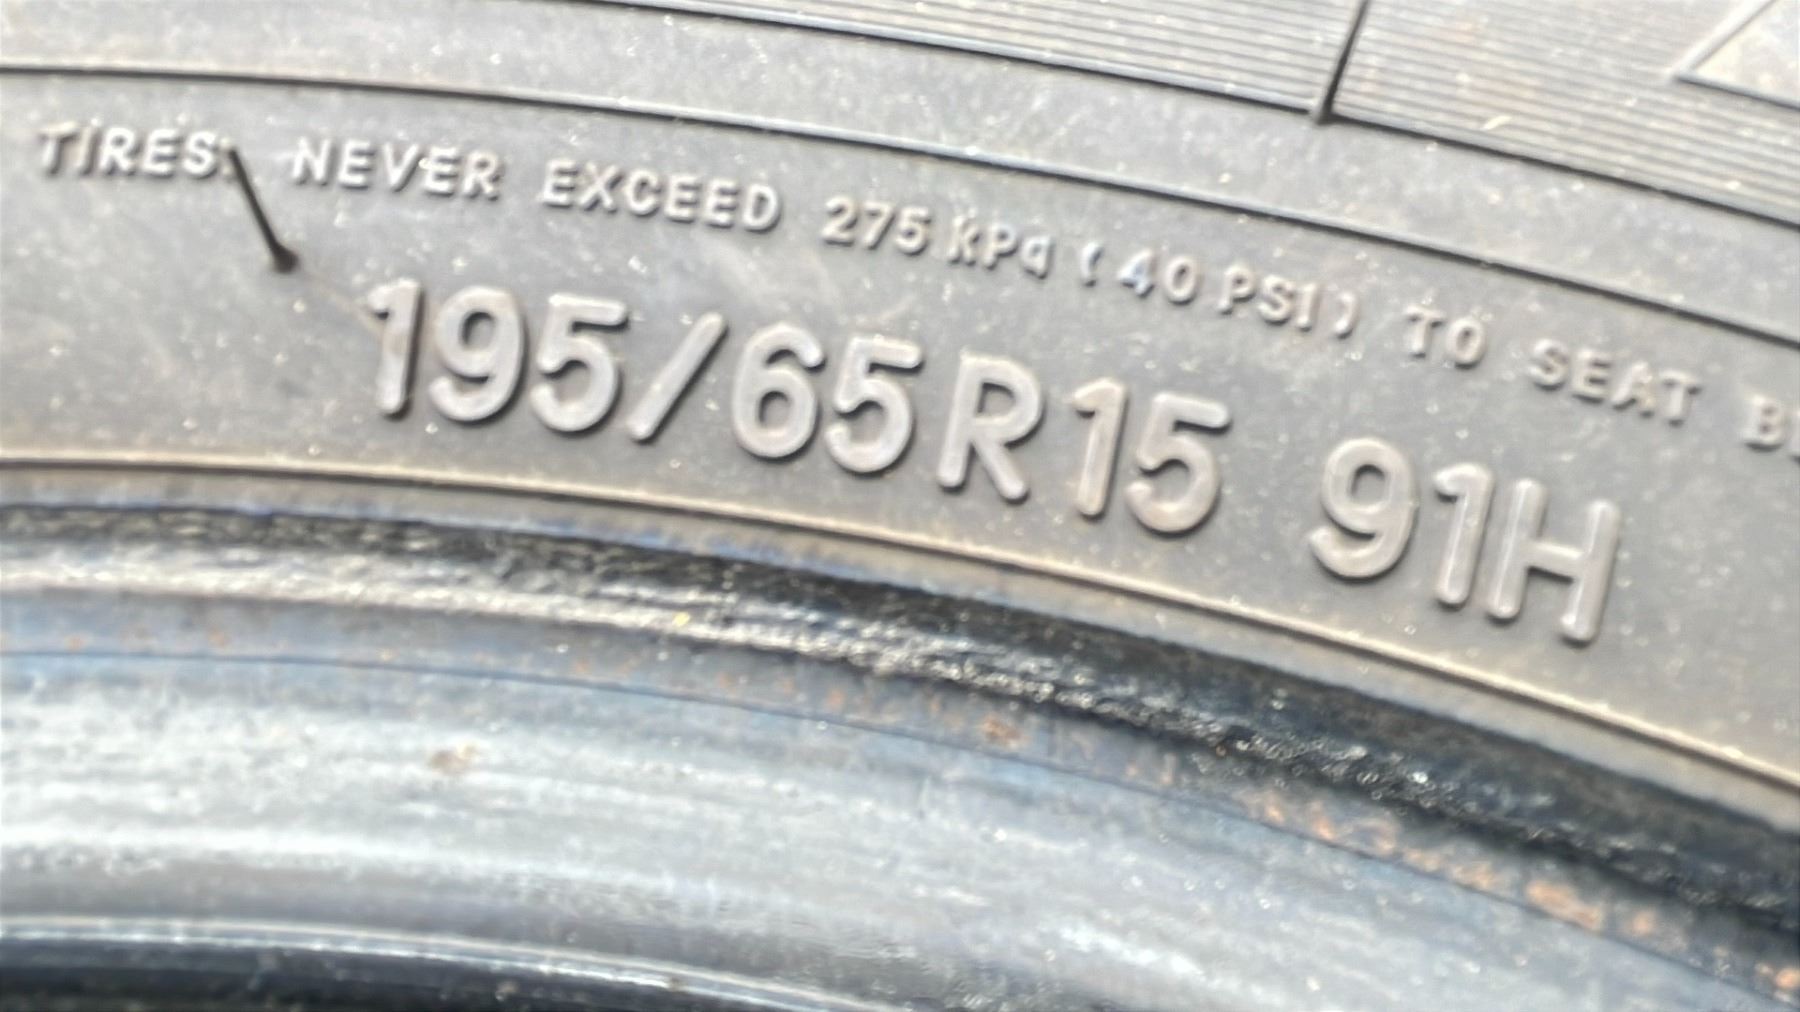 TIRES: NEVER EXCEED 275 kPa (40 PSI) TO SEAT
195/65R15 91H